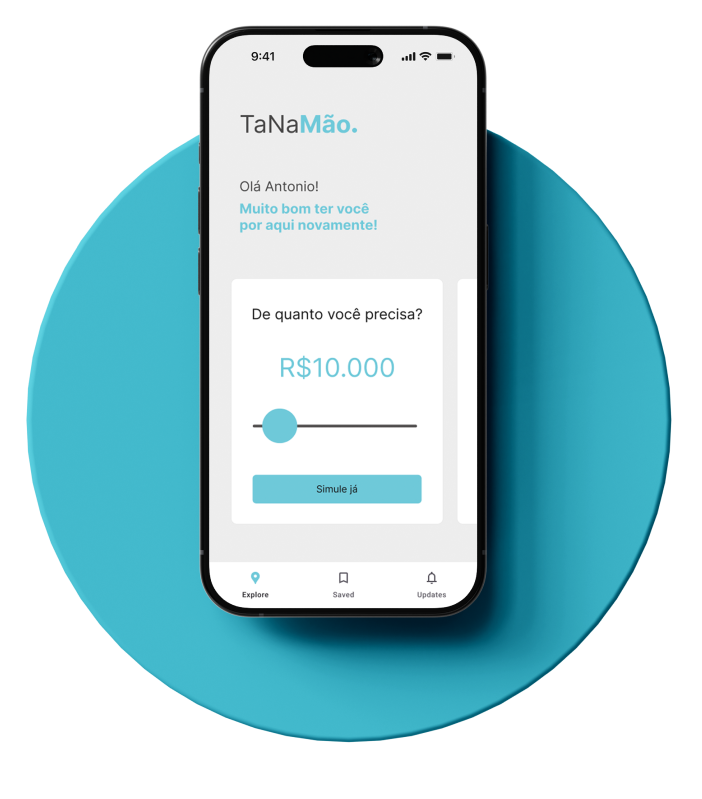 9:41
TaNaMão.
Olá Antonio!
Muito bom ter você
por aqui novamente!
De quanto você precisa?
R$10.000
Simule já
Explore
Saved
Updates